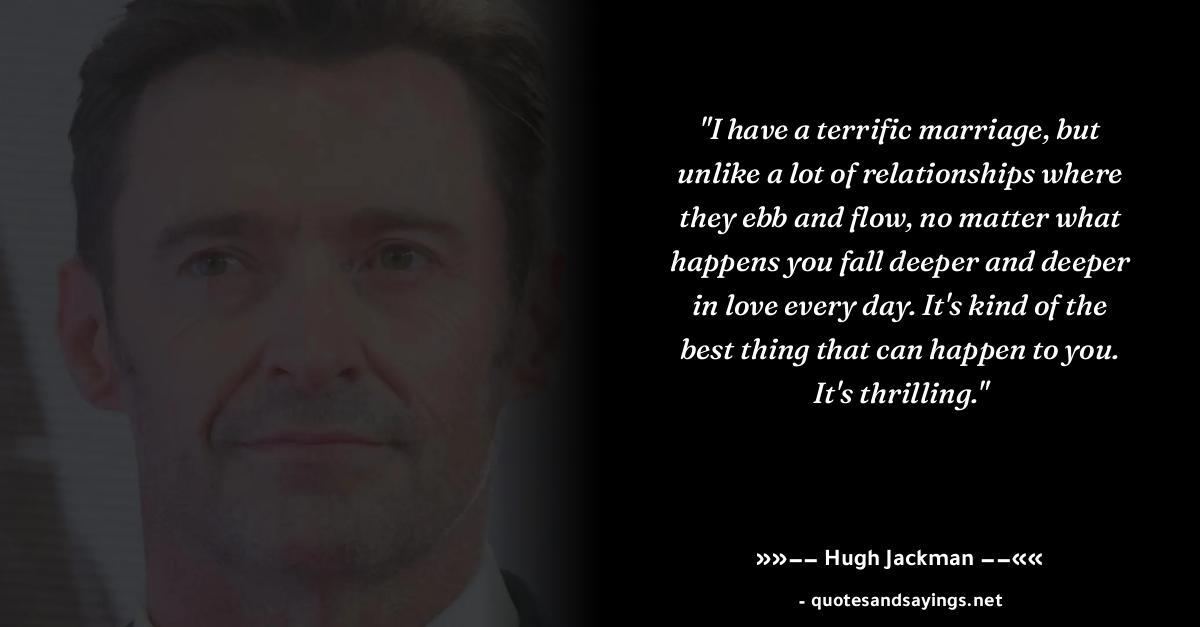 "I have a terrific marriage, but
unlike a lot of relationships where
they ebb and flow, no matter what
happens you fall deeper and deeper
in love every day. It's kind of the
best thing that can happen to you.
It's thrilling."
»»−− Hugh Jackman −−««
- quotesandsayings.net